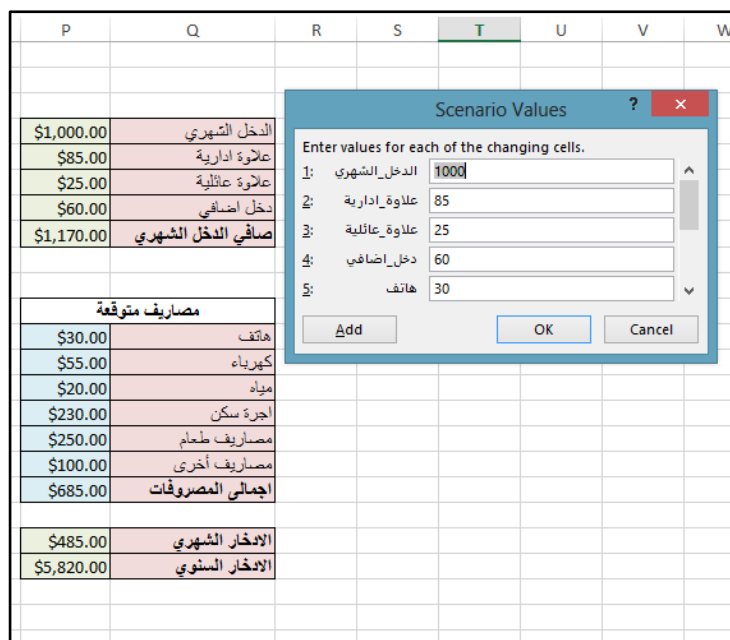 P Q R S T U V W
$1,000.00 الدخل الشهري
$85.00 علاوة ادارية
$25.00 علاوة عائلية
$60.00 دخل اضافي
$1,170.00 صافي الدخل الشهري
مصاريف متوقعة
$30.00 هاتف
$55.00 كهرباء
$20.00 مياه
$230.00 اجرة سكن
$250.00 مصاريف طعام
$100.00 مصاريف أخرى
$685.00 اجمالي المصروفات
$485.00 الادخار الشهري
$5,820.00 الادخار السنوي
Scenario Values ? ×
Enter values for each of the changing cells.
1: الدخل_الشهري 1000
2: علاوة_ادارية 85
3: علاوة_عائلية 25
4: دخل_اضافي 60
5: هاتف 30
Add OK Cancel